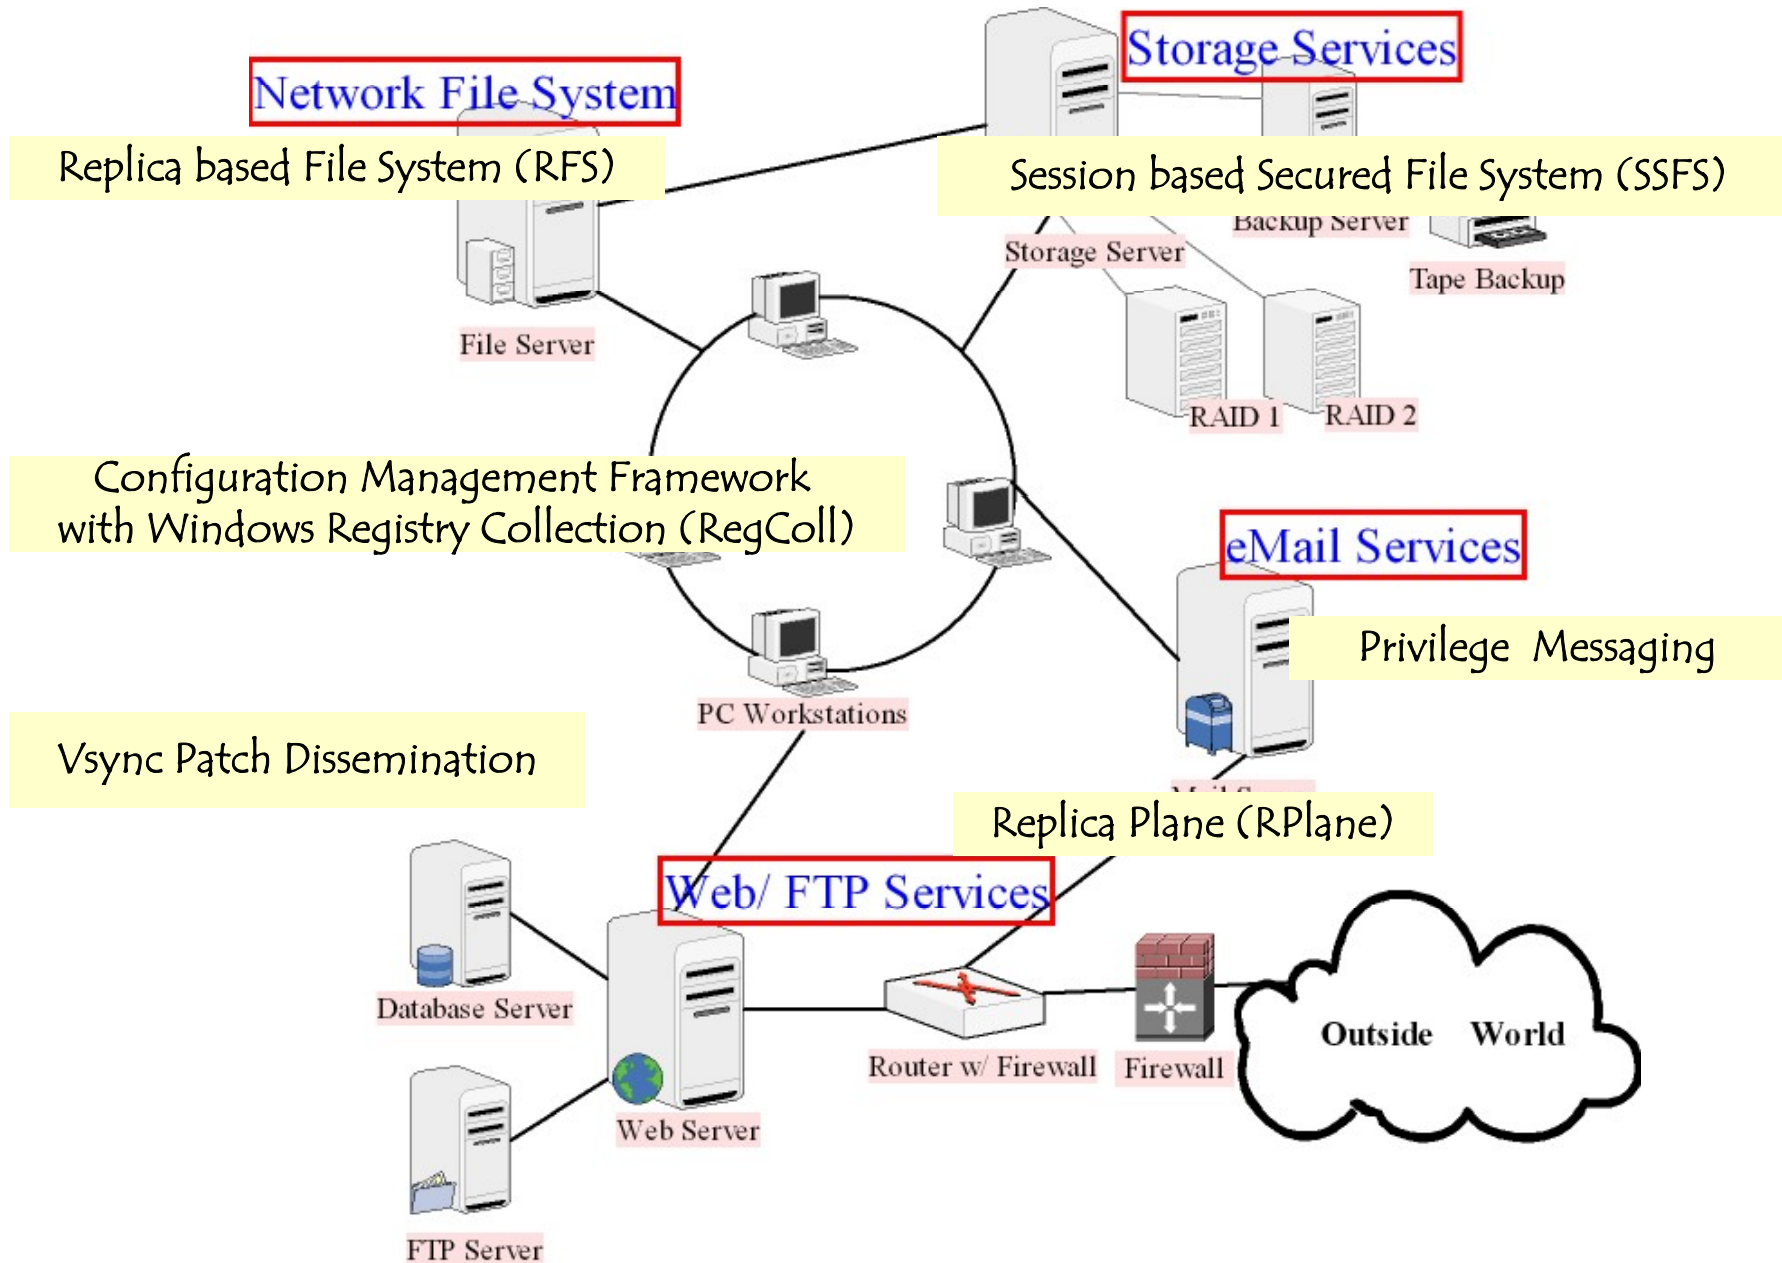 Storage Services
Network File System
Replica based File System (RFS)
Session based Secured File System (SSFS)
Backup Server
Storage Server
Tape Backup
File Server
RAID 1
RAID 2
Configuration Management Framework
with Windows Registry Collection (RegColl)
eMail Services
Privilege Messaging
PC Workstations
Vsync Patch Dissemination
Replica Plane (RPlane)
Web/ FTP Services
Database Server
Outside World
Router w/ Firewall
Firewall
Web Server
FTP Server